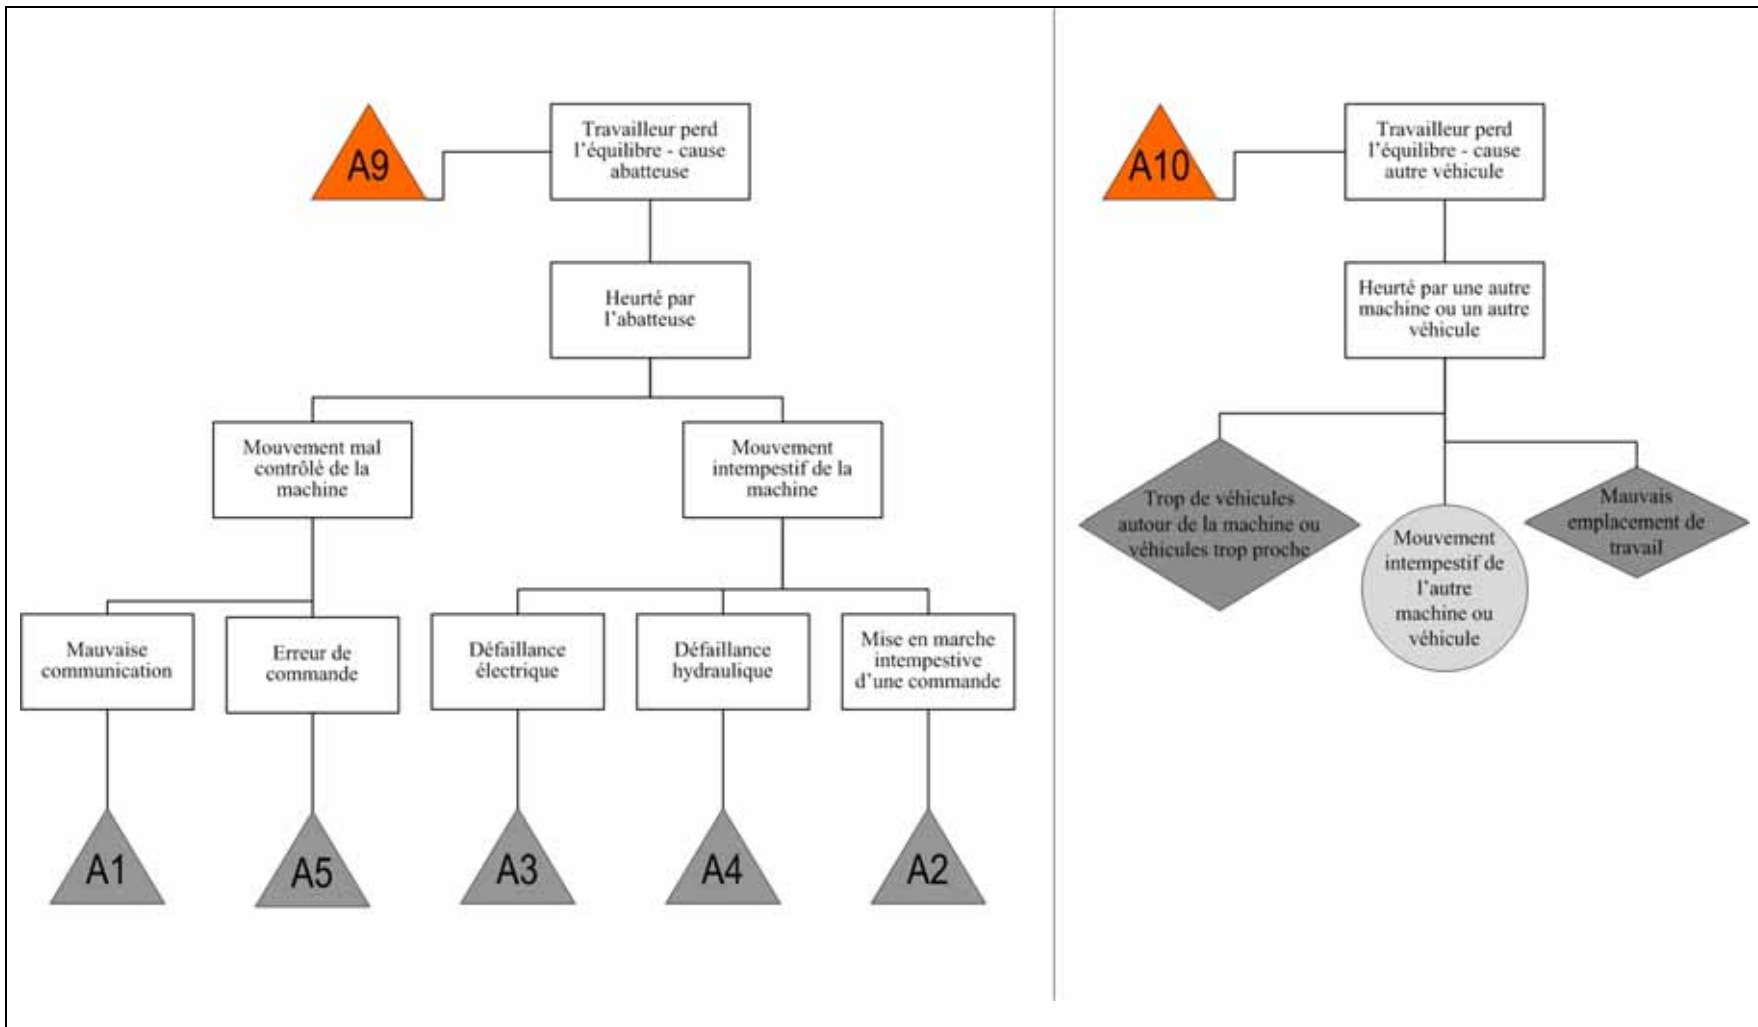 A9
Travailleur perd
l'équilibre - cause
abatteuse
Heurté par
l'abatteuse
Mouvement mal
contrôlé de la
machine
Mouvement
intempestif de la
machine
Mauvaise
communication
Erreur de
commande
Défaillance
électrique
Défaillance
hydraulique
Mise en marche
intempestive
d'une commande
A1
A5
A3
A4
A2
A10
Travailleur perd
l'équilibre - cause
autre véhicule
Heurté par une autre
machine ou un autre
véhicule
Trop de véhicules
autour de la machine ou
véhicules trop proche
Mouvement
intempestif de
l'autre
machine ou
véhicule
Mauvais
emplacement de
travail